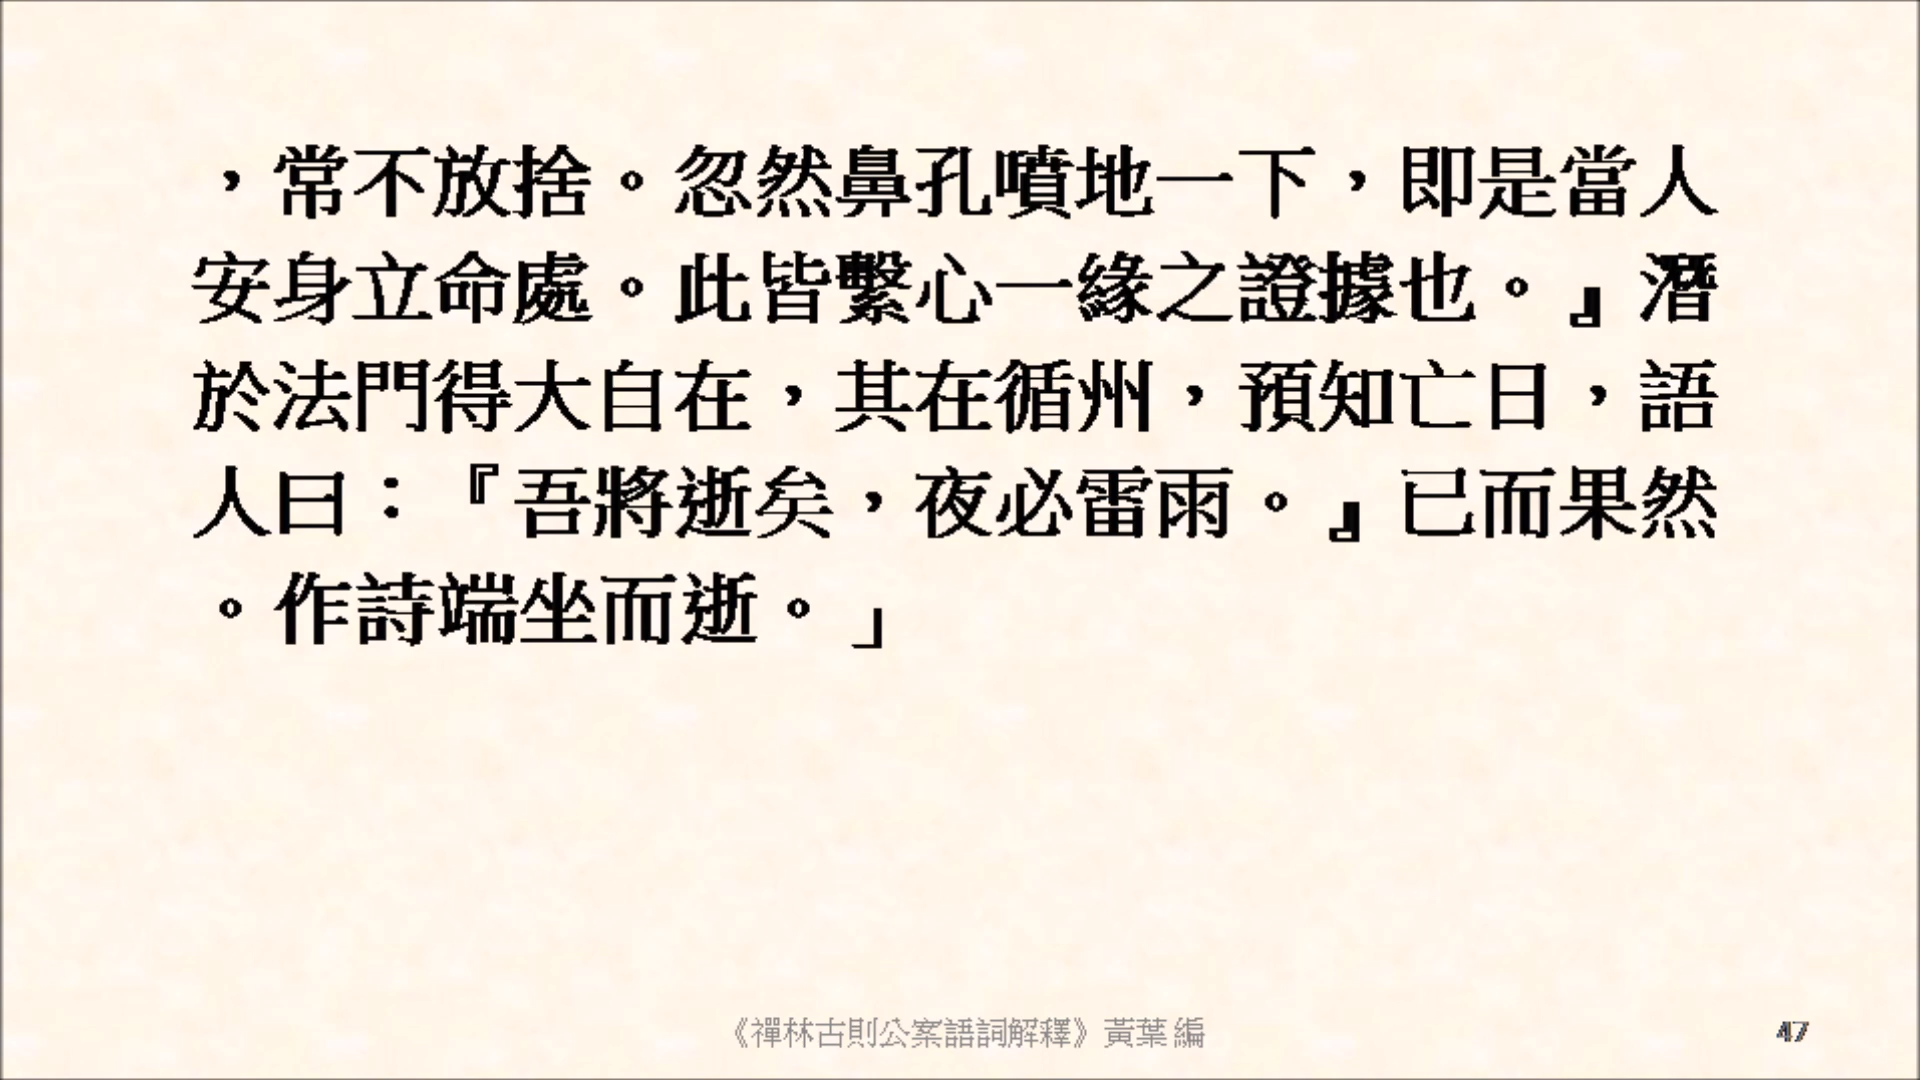 ，常不放捨。忽然鼻孔噴地一下，即是當人
安身立命處。此皆繫心一緣之證據也。』潛
於法門得大自在，其在循州，預知亡日，語
人曰：『吾將逝矣，夜必雷雨。』已而果然
。作詩端坐而逝。」
《禪林古則公案語詞解釋》黃葉 編
47